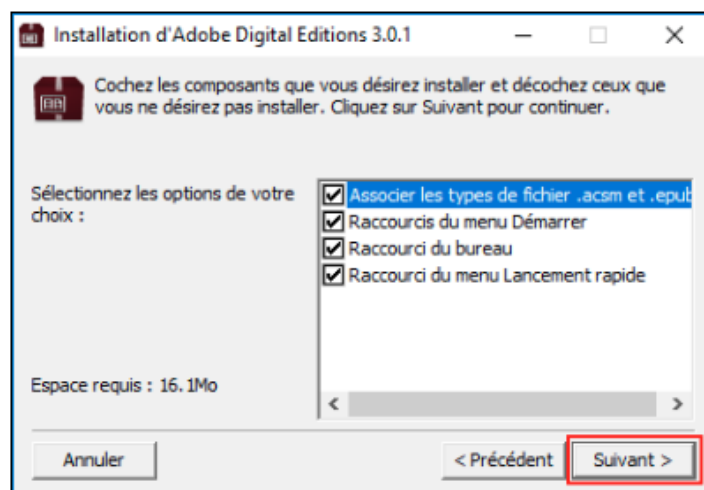 Installation d'Adobe Digital Editions 3.0.1
Cochez les composants que vous désirez installer et décochez ceux que
vous ne désirez pas installer. Cliquez sur Suivant pour continuer.
Sélectionnez les options de votre
choix :
Associer les types de fichier .acsm et .epub
Raccourcis du menu Démarrer
Raccourci du bureau
Raccourci du menu Lancement rapide
Espace requis : 16.1Mo
Annuler
< Précédent
Suivant >